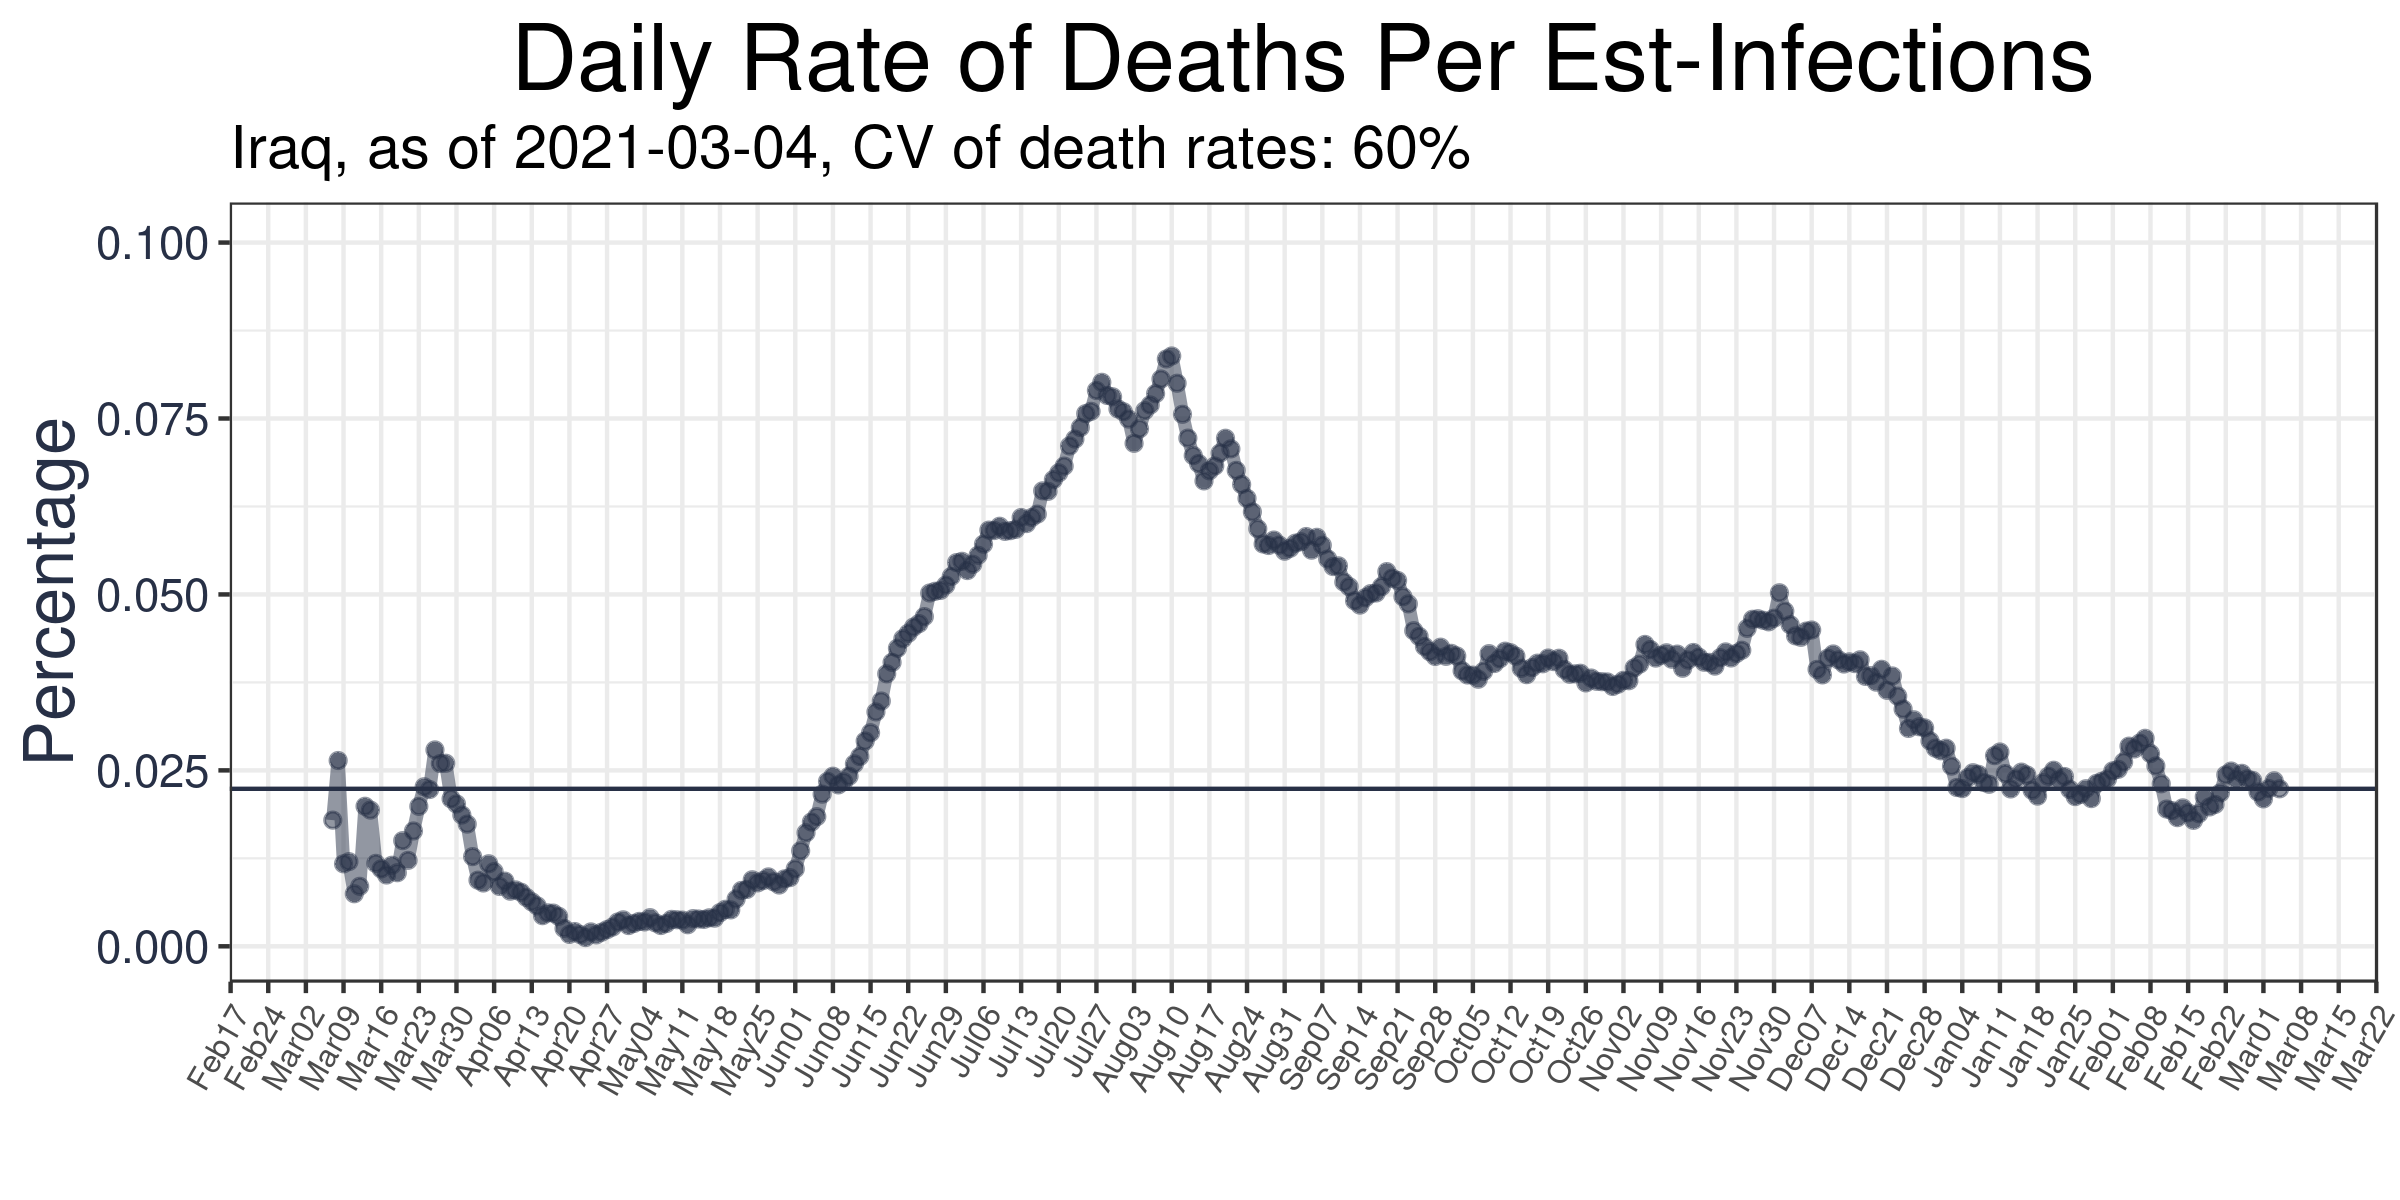 Daily Rate of Deaths Per Est-Infections
Iraq, as of 2021-03-04, CV of death rates: 60%
Percentage
0.100
0.075
0.050
0.025
0.000
Feb17
Feb24
Mar02
Mar09
Mar16
Mar23
Mar30
Apr06
Apr13
Apr20
Apr27
May04
May11
May18
May25
Jun01
Jun08
Jun15
Jun22
Jun29
Jul06
Jul13
Jul20
Jul27
Aug03
Aug10
Aug17
Aug24
Aug31
Sep07
Sep14
Sep21
Sep28
Oct05
Oct12
Oct19
Oct26
Nov02
Nov09
Nov16
Nov23
Nov30
Dec07
Dec14
Dec21
Dec28
Jan04
Jan11
Jan18
Jan25
Feb01
Feb08
Feb15
Feb22
Mar01
Mar08
Mar15
Mar22